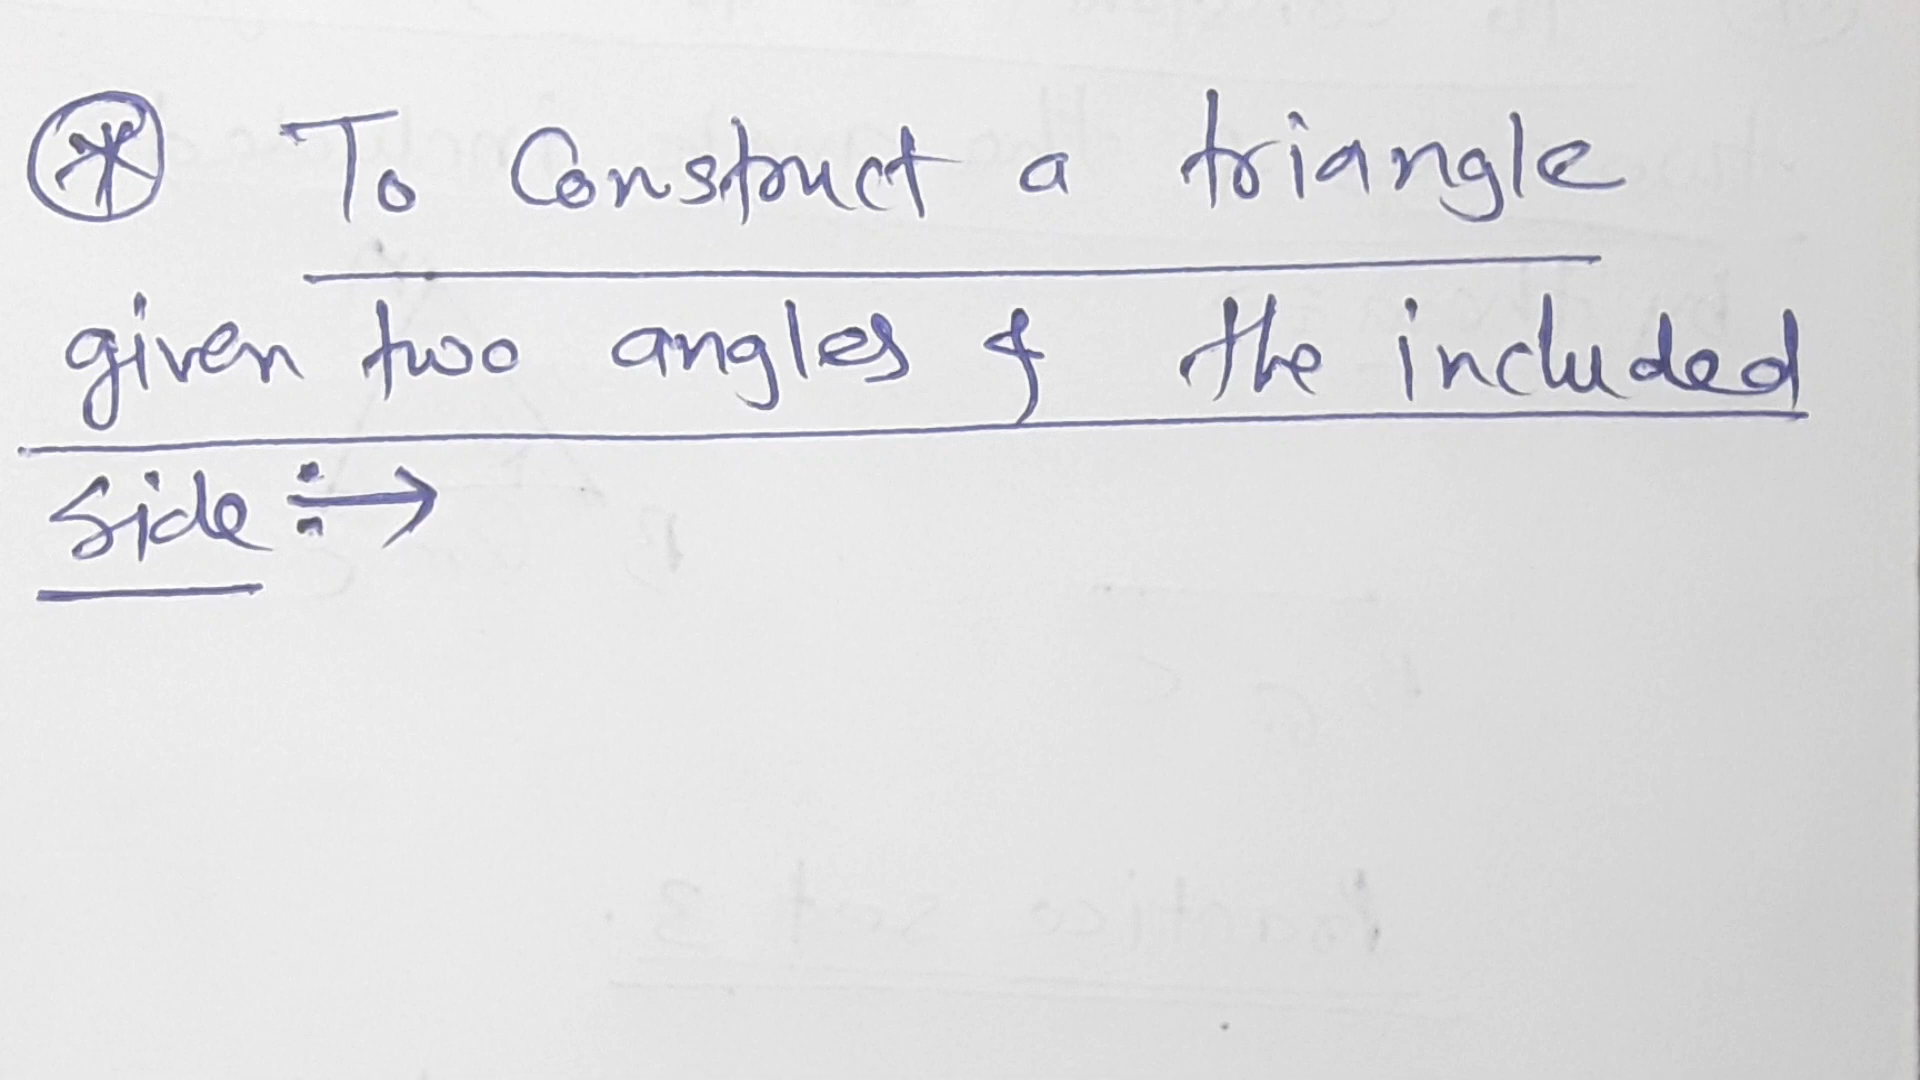 To Construct a triangle
given two angles & the included
side :→